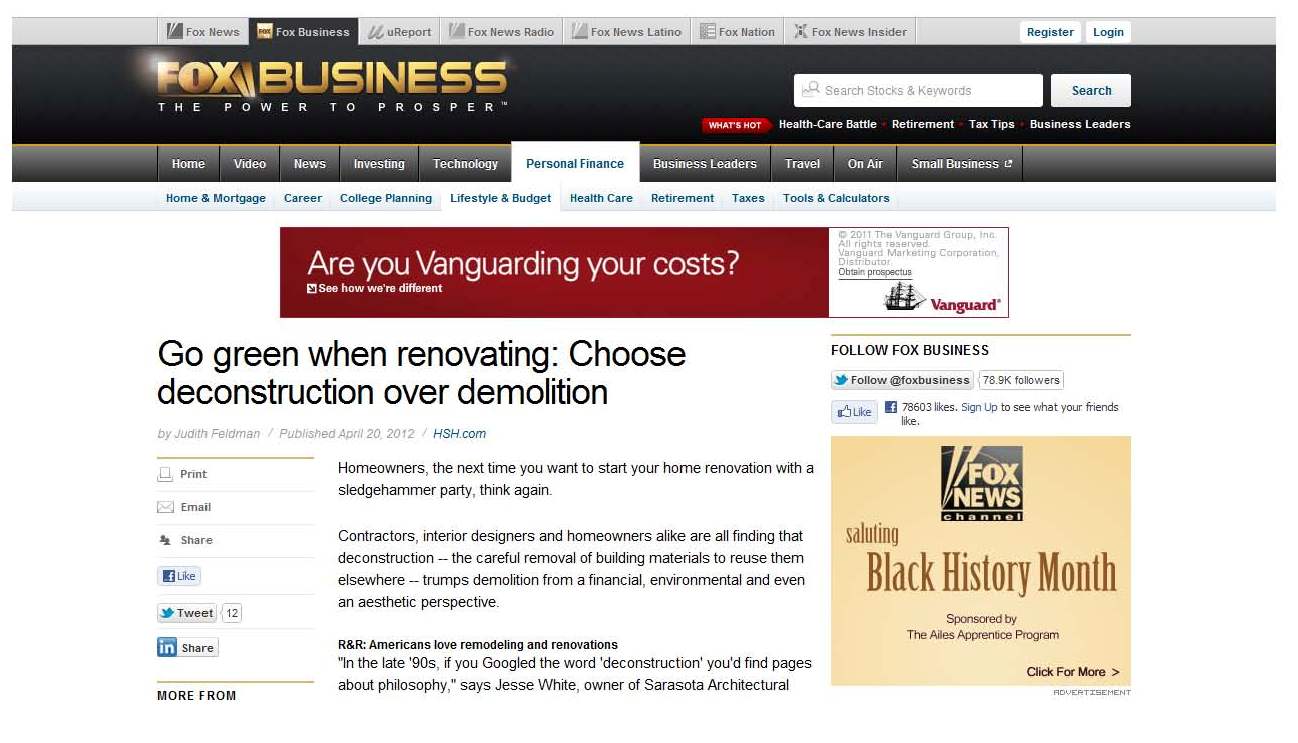 Fox News Fox Business uReport Fox News Radio Fox News Latino Fox Nation Fox News Insider Register Login
FOX BUSINESS
THE POWER TO PROSPER™
Search Stocks & Keywords Search
WHAT'S HOT Health-Care Battle • Retirement • Tax Tips • Business Leaders
Home Video News Investing Technology Personal Finance Business Leaders Travel On Air Small Business
Home & Mortgage Career College Planning Lifestyle & Budget Health Care Retirement Taxes Tools & Calculators
Are you Vanguarding your costs?
See how we're different
© 2011 The Vanguard Group, Inc.
All rights reserved.
Vanguard Marketing Corporation,
Distributor.
Obtain prospectus
Vanguard®
Go green when renovating: Choose
deconstruction over demolition
by Judith Feldman / Published April 20, 2012 / HSH.com
Print
Email
Share
Like
Tweet 12
in Share
MORE FROM
Homeowners, the next time you want to start your home renovation with a
sledgehammer party, think again.
Contractors, interior designers and homeowners alike are all finding that
deconstruction -- the careful removal of building materials to reuse them
elsewhere -- trumps demolition from a financial, environmental and even
an aesthetic perspective.
R&R: Americans love remodeling and renovations
"In the late '90s, if you Googled the word 'deconstruction' you'd find pages
about philosophy," says Jesse White, owner of Sarasota Architectural
FOLLOW FOX BUSINESS
Follow @foxbusiness 78.9K followers
Like 78603 likes. Sign Up to see what your friends
like.
FOX
NEWS
channel
saluting
Black History Month
Sponsored by
The Ailes Apprentice Program
Click For More >
ADVERTISEMENT